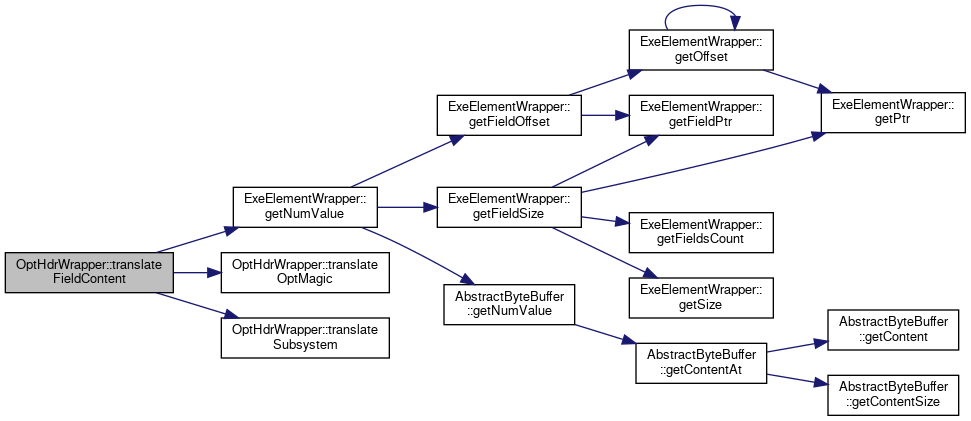 OptHdrWrapper::translate
FieldContent
ExeElementWrapper::
getNumValue
OptHdrWrapper::translate
OptMagic
OptHdrWrapper::translate
Subsystem
ExeElementWrapper::
getFieldOffset
ExeElementWrapper::
getFieldSize
AbstractByteBuffer
::getNumValue
ExeElementWrapper::
getOffset
ExeElementWrapper::
getFieldPtr
ExeElementWrapper::
getFieldsCount
ExeElementWrapper::
getSize
AbstractByteBuffer
::getContentAt
ExeElementWrapper::
getPtr
AbstractByteBuffer
::getContent
AbstractByteBuffer
::getContentSize